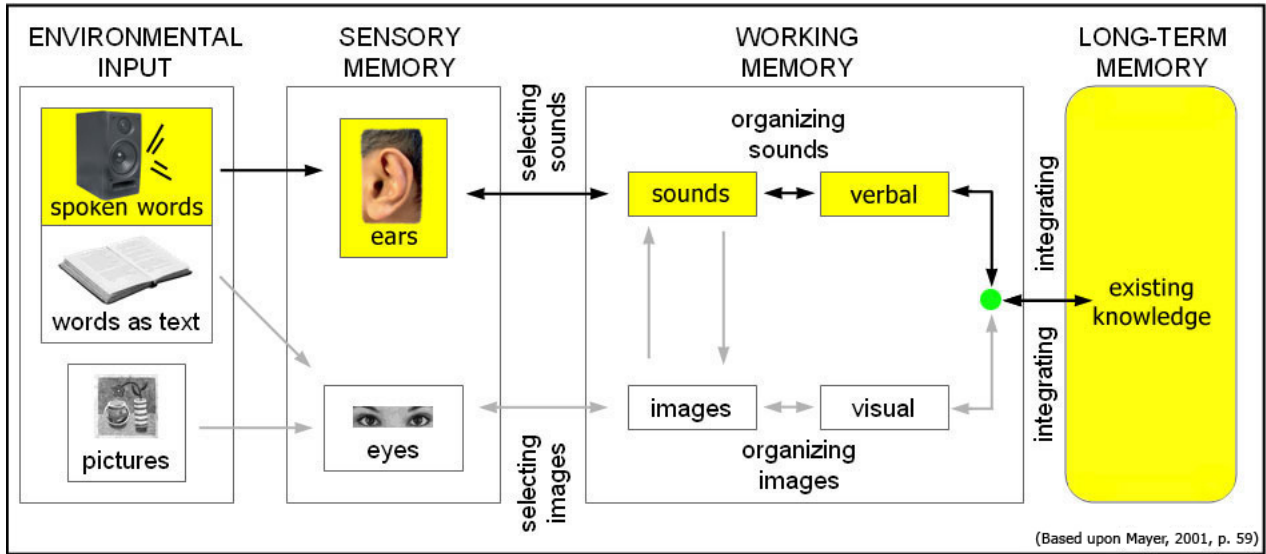 ENVIRONMENTAL
INPUT
SENSORY
MEMORY
WORKING
MEMORY
LONG-TERM
MEMORY
spoken words
words as text
pictures
ears
eyes
selecting
sounds
selecting
images
organizing
sounds
sounds
verbal
images
visual
organizing
images
integrating
integrating
existing
knowledge
(Based upon Mayer, 2001, p. 59)